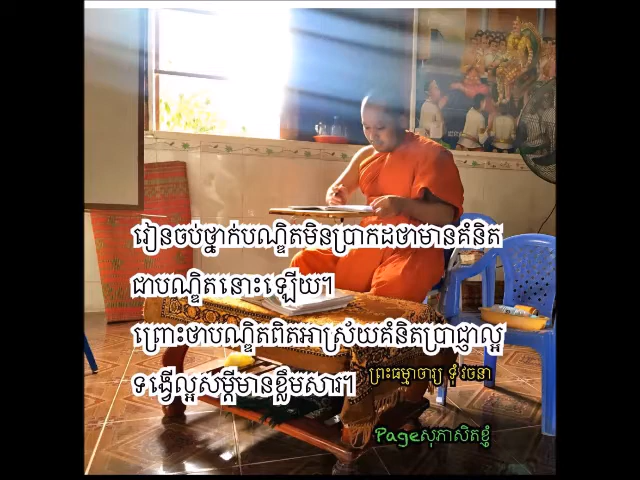 រៀនចប់ថ្នាក់បណ្ឌិតមិនប្រាកដថាមានគំនិត
ជាបណ្ឌិតនោះឡើយ។
ព្រោះថាបណ្ឌិតពិតអាស្រ័យគំនិតប្រាជ្ញាល្អ
ទង្វើល្អសម្ដីមានខ្លឹមសារ។
ព្រះធម្មាចារ្យ ទុំ វចនា
Pageសុភាសិតខ្ញុំ